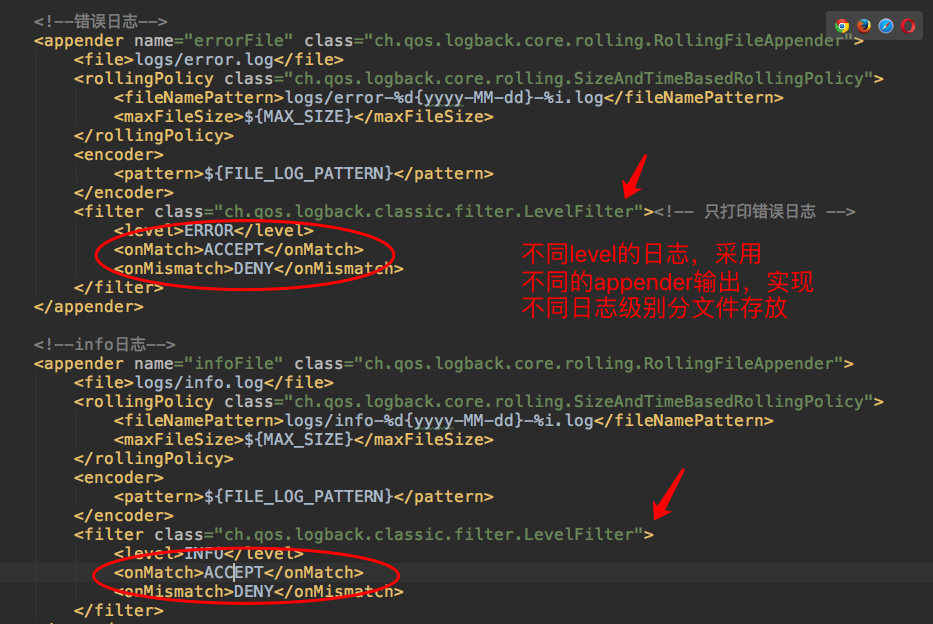 <!--错误日志-->
<appender name="errorFile" class="ch.qos.logback.core.rolling.RollingFileAppender">
<file>logs/error.log</file>
<rollingPolicy class="ch.qos.logback.core.rolling.SizeAndTimeBasedRollingPolicy">
<fileNamePattern>logs/error-%d{yyyy-MM-dd}-%i.log</fileNamePattern>
<maxFileSize>${MAX_SIZE}</maxFileSize>
</rollingPolicy>
<encoder>
<pattern>${FILE_LOG_PATTERN}</pattern>
</encoder>
<filter class="ch.qos.logback.classic.filter.LevelFilter"><!-- 只打印错误日志 -->
<level>ERROR</level>
<onMatch>ACCEPT</onMatch>
<onMismatch>DENY</onMismatch>
</filter>
</appender>
不同level的日志，采用
不同的appender输出，实现
不同日志级别分文件存放
<!--info日志-->
<appender name="infoFile" class="ch.qos.logback.core.rolling.RollingFileAppender">
<file>logs/info.log</file>
<rollingPolicy class="ch.qos.logback.core.rolling.SizeAndTimeBasedRollingPolicy">
<fileNamePattern>logs/info-%d{yyyy-MM-dd}-%i.log</fileNamePattern>
<maxFileSize>${MAX_SIZE}</maxFileSize>
</rollingPolicy>
<encoder>
<pattern>${FILE_LOG_PATTERN}</pattern>
</encoder>
<filter class="ch.qos.logback.classic.filter.LevelFilter">
<level>INFO</level>
<onMatch>ACCEPT</onMatch>
<onMismatch>DENY</onMismatch>
</filter>